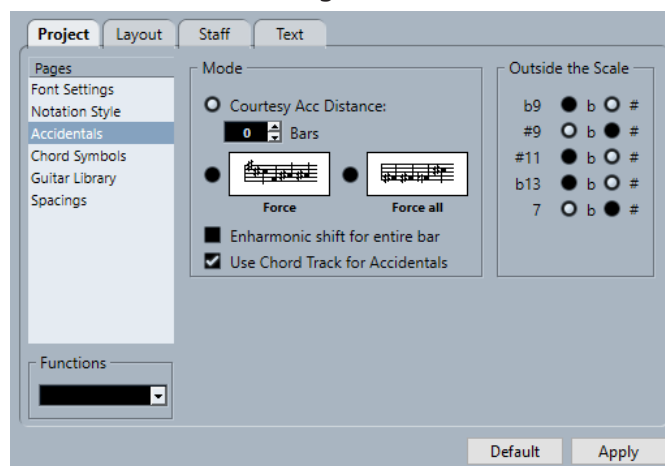 Project Layout Staff Text
Pages
Font Settings
Notation Style
Accidentals
Chord Symbols
Guitar Library
Spacings
Functions
Mode
Courtesy Acc Distance:
0 Bars
Force Force all
Enharmonic shift for entire bar
Use Chord Track for Accidentals
Outside the Scale
b9 b #
#9 b #
#11 b #
b13 b #
7 b #
Default Apply